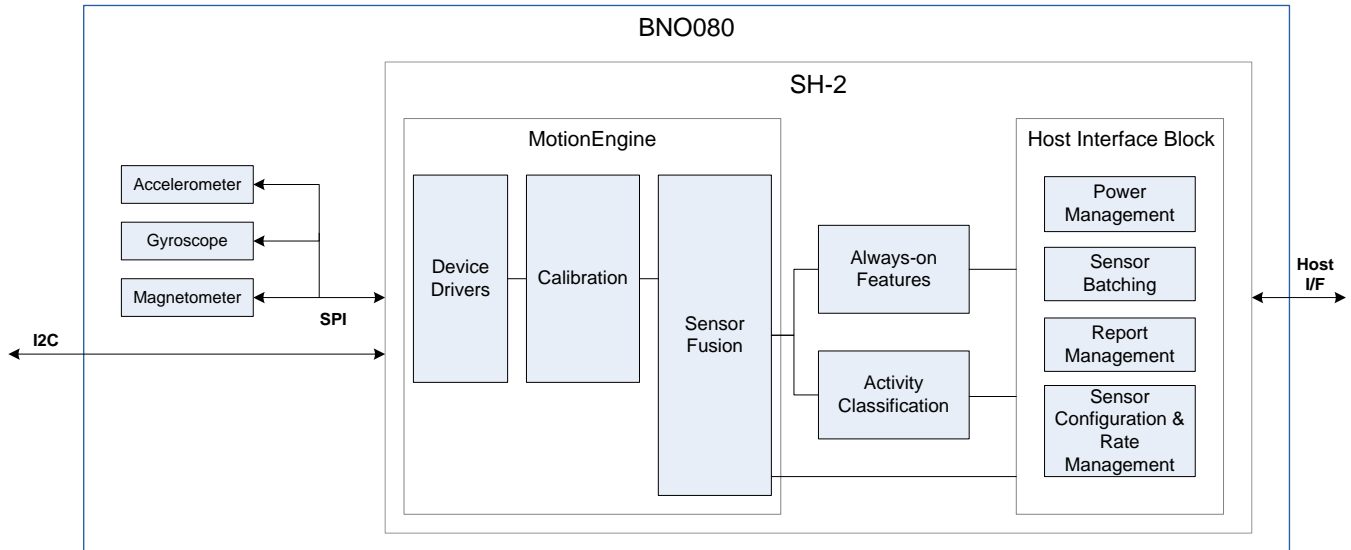 BNO080
SH-2
MotionEngine
Host Interface Block
Accelerometer
Gyroscope
Magnetometer
SPI
I2C
Device
Drivers
Calibration
Sensor
Fusion
Always-on
Features
Activity
Classification
Power
Management
Sensor
Batching
Report
Management
Sensor
Configuration &
Rate
Management
Host
I/F